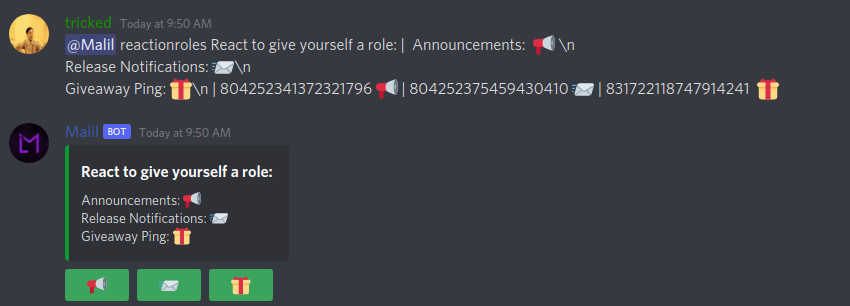 tricked Today at 9:50 AM
@Malil reactionroles React to give yourself a role: | Announcements: 📢 \n
Release Notifications: 📨\n
Giveaway Ping: 🎁\n | 804252341372321796 📢 | 804252375459430410 📨 | 831722118747914241 🎁
Malil BOT Today at 9:50 AM
React to give yourself a role:
Announcements: 📢
Release Notifications: 📨
Giveaway Ping: 🎁